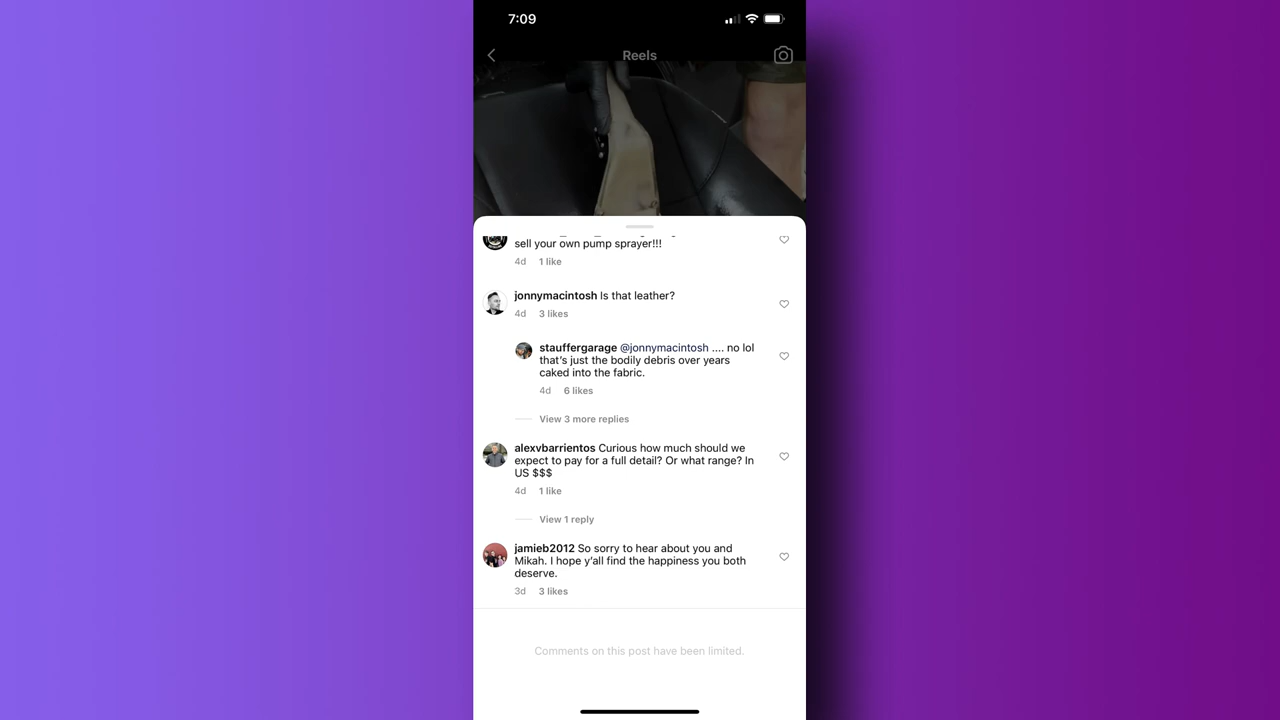 7:09
Reels
sell your own pump sprayer!!!
4d 1 like
jonnymacintosh Is that leather?
4d 3 likes
stauffergarage @jonnymacintosh .... no lol
that's just the bodily debris over years
caked into the fabric.
4d 6 likes
View 3 more replies
alexvbarrientos Curious how much should we
expect to pay for a full detail? Or what range? In
US $$$
4d 1 like
View 1 reply
jamieb2012 So sorry to hear about you and
Mikah. I hope y'all find the happiness you both
deserve.
3d 3 likes
Comments on this post have been limited.